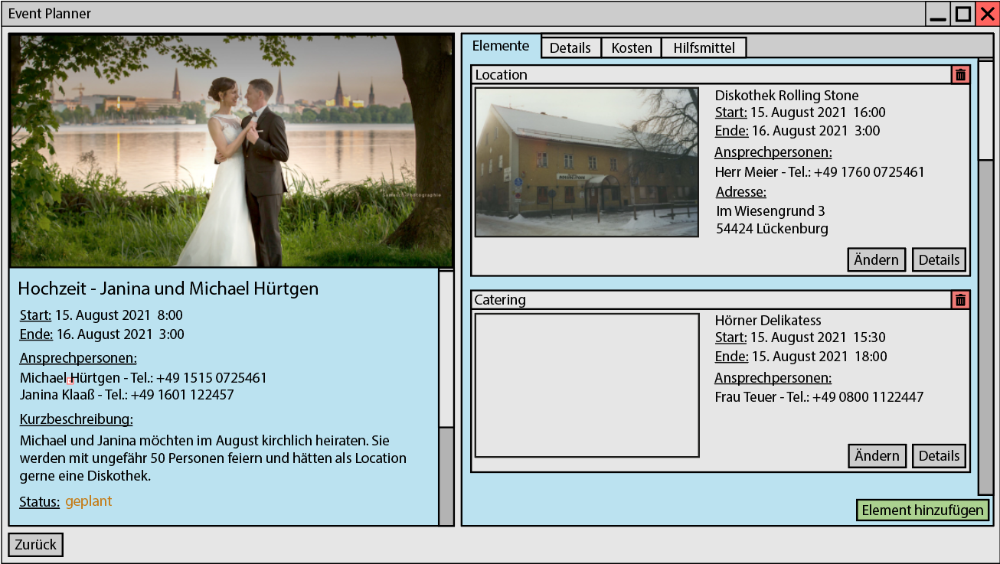 Event Planner
Samesch Photographie
Hochzeit - Janina und Michael Hürtgen
Start: 15. August 2021 8:00
Ende: 16. August 2021 3:00
Ansprechpersonen:
Michael Hürtgen - Tel.: +49 1515 0725461
Janina Klaaß - Tel.: +49 1601 122457
Kurzbeschreibung:
Michael und Janina möchten im August kirchlich heiraten. Sie
werden mit ungefähr 50 Personen feiern und hätten als Location
gerne eine Diskothek.
Status: geplant
Zurück
Elemente Details Kosten Hilfsmittel
Location
ROLLING STONE
Diskothek Rolling Stone
Start: 15. August 2021 16:00
Ende: 16. August 2021 3:00
Ansprechpersonen:
Herr Meier - Tel.: +49 1760 0725461
Adresse:
Im Wiesengrund 3
54424 Lückenburg
Ändern Details
Catering
Hörner Delikatess
Start: 15. August 2021 15:30
Ende: 15. August 2021 18:00
Ansprechpersonen:
Frau Teuer - Tel.: +49 0800 1122447
Ändern Details
Element hinzufügen